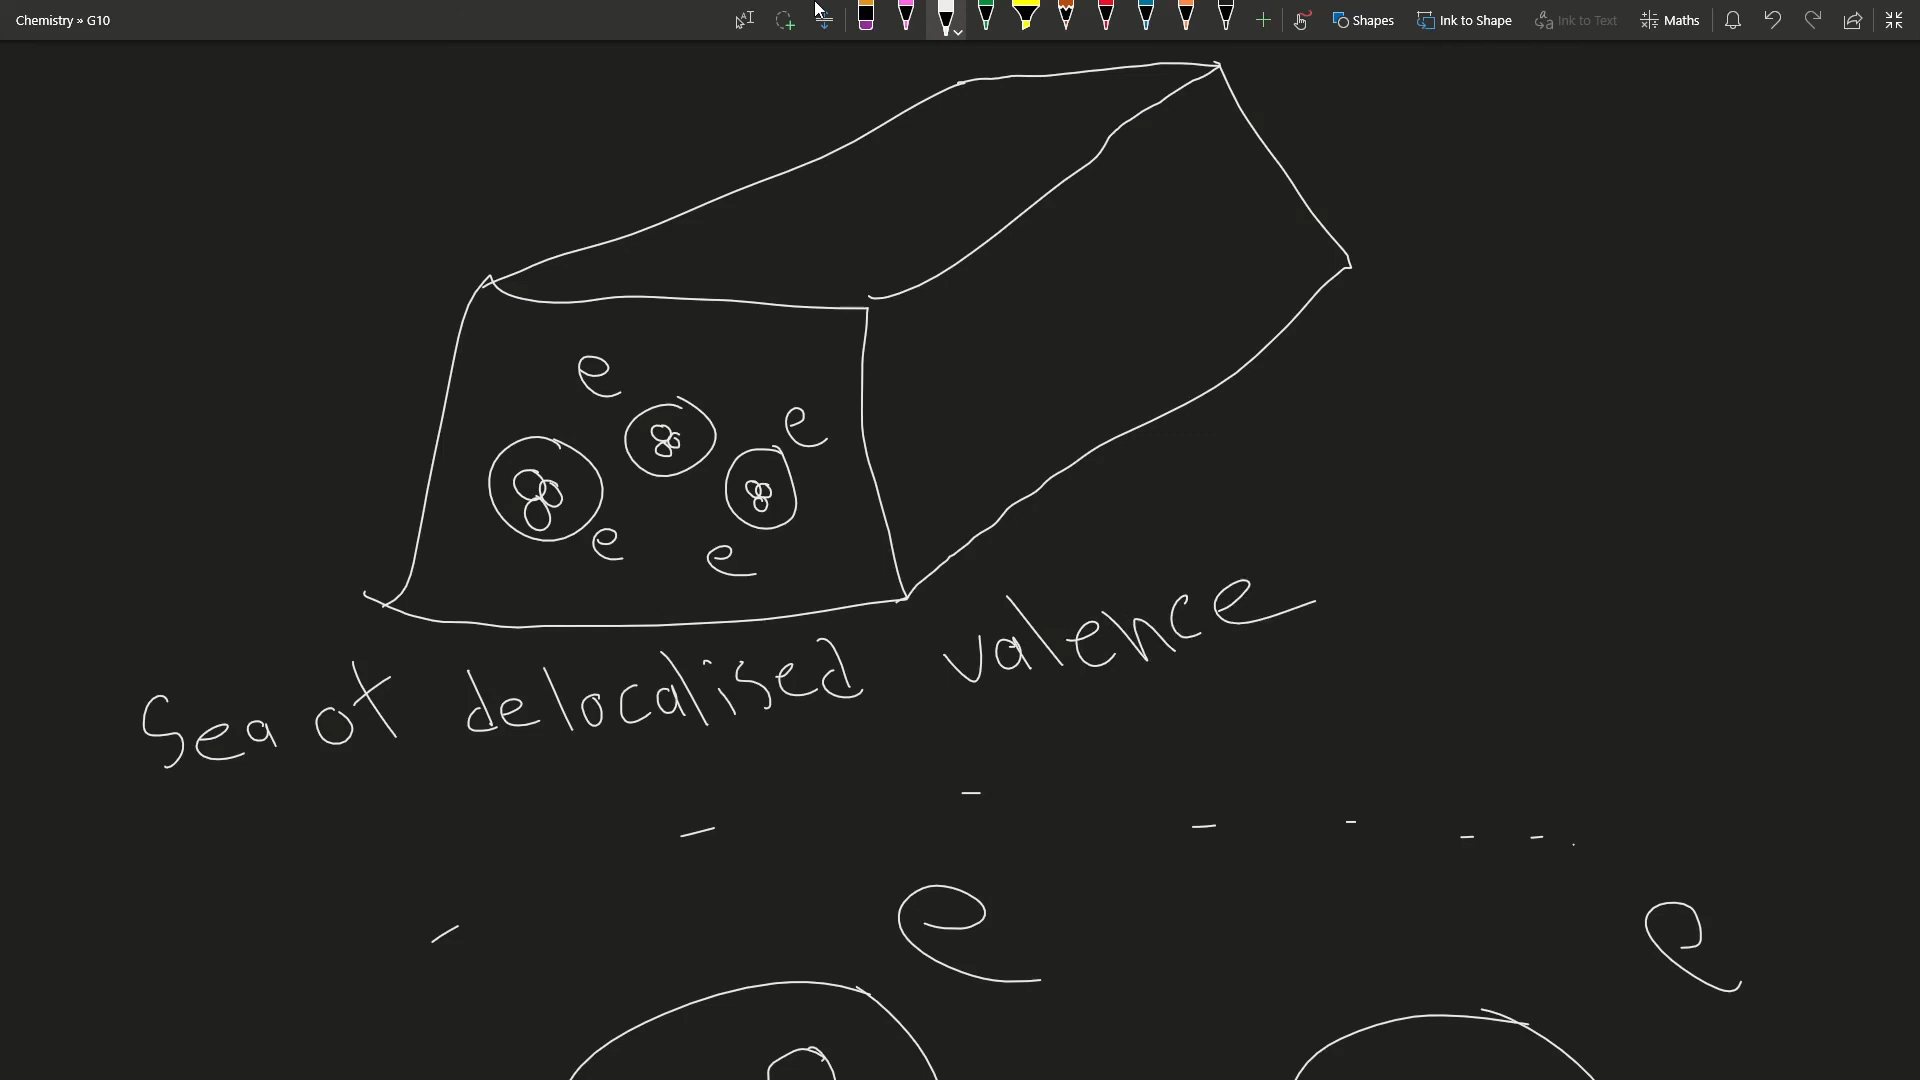 Chemistry » G10
Shapes
Ink to Shape
Ink to Text
Maths
e
e
e
e
Sea of delocalised valence
e
e